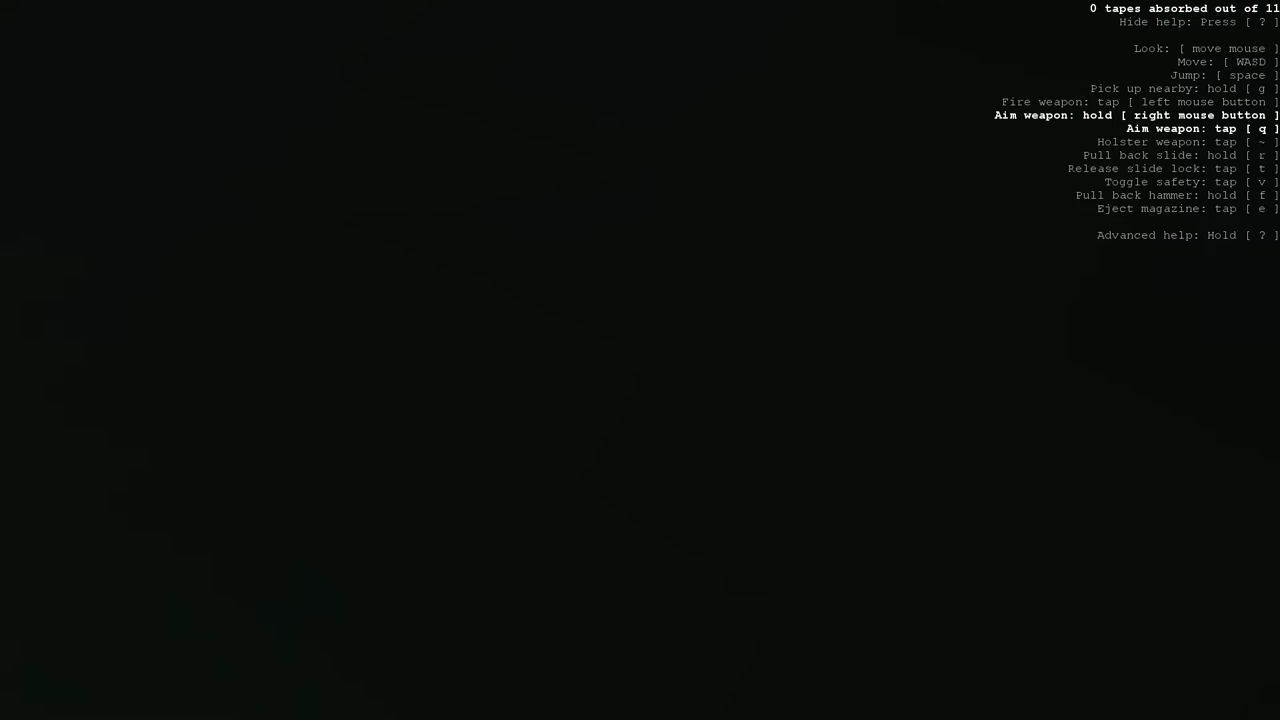 0 tapes absorbed out of 11
Hide help: Press [ ? ]
Look: [ move mouse ]
Move: [ WASD ]
Jump: [ space ]
Pick up nearby: hold [ g ]
Fire weapon: tap [ left mouse button ]
Aim weapon: hold [ right mouse button ]
Aim weapon: tap [ q ]
Holster weapon: tap [ ~ ]
Pull back slide: hold [ r ]
Release slide lock: tap [ t ]
Toggle safety: tap [ v ]
Pull back hammer: hold [ f ]
Eject magazine: tap [ e ]
Advanced help: Hold [ ? ]